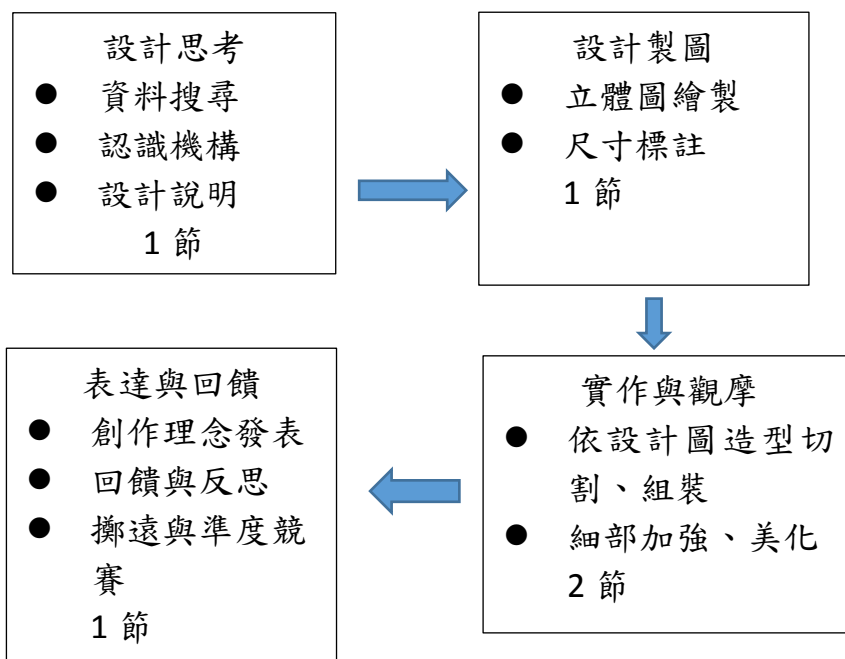 設計思考
● 資料搜尋
● 認識機構
● 設計說明
1 節
設計製圖
● 立體圖繪製
● 尺寸標註
1 節
實作與觀摩
● 依設計圖造型切
割、組裝
● 細部加強、美化
2 節
表達與回饋
● 創作理念發表
● 回饋與反思
● 擲遠與準度競
賽
1 節